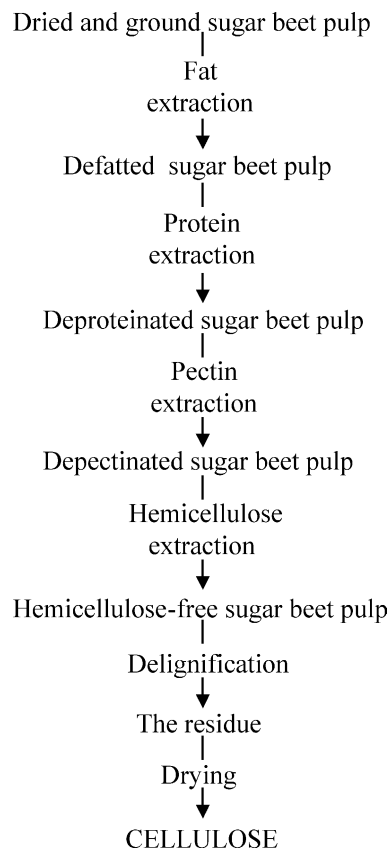 Dried and ground sugar beet pulp
Fat
extraction
Defatted sugar beet pulp
Protein
extraction
Deproteinated sugar beet pulp
Pectin
extraction
Depectinated sugar beet pulp
Hemicellulose
extraction
Hemicellulose-free sugar beet pulp
Delignification
The residue
Drying
CELLULOSE